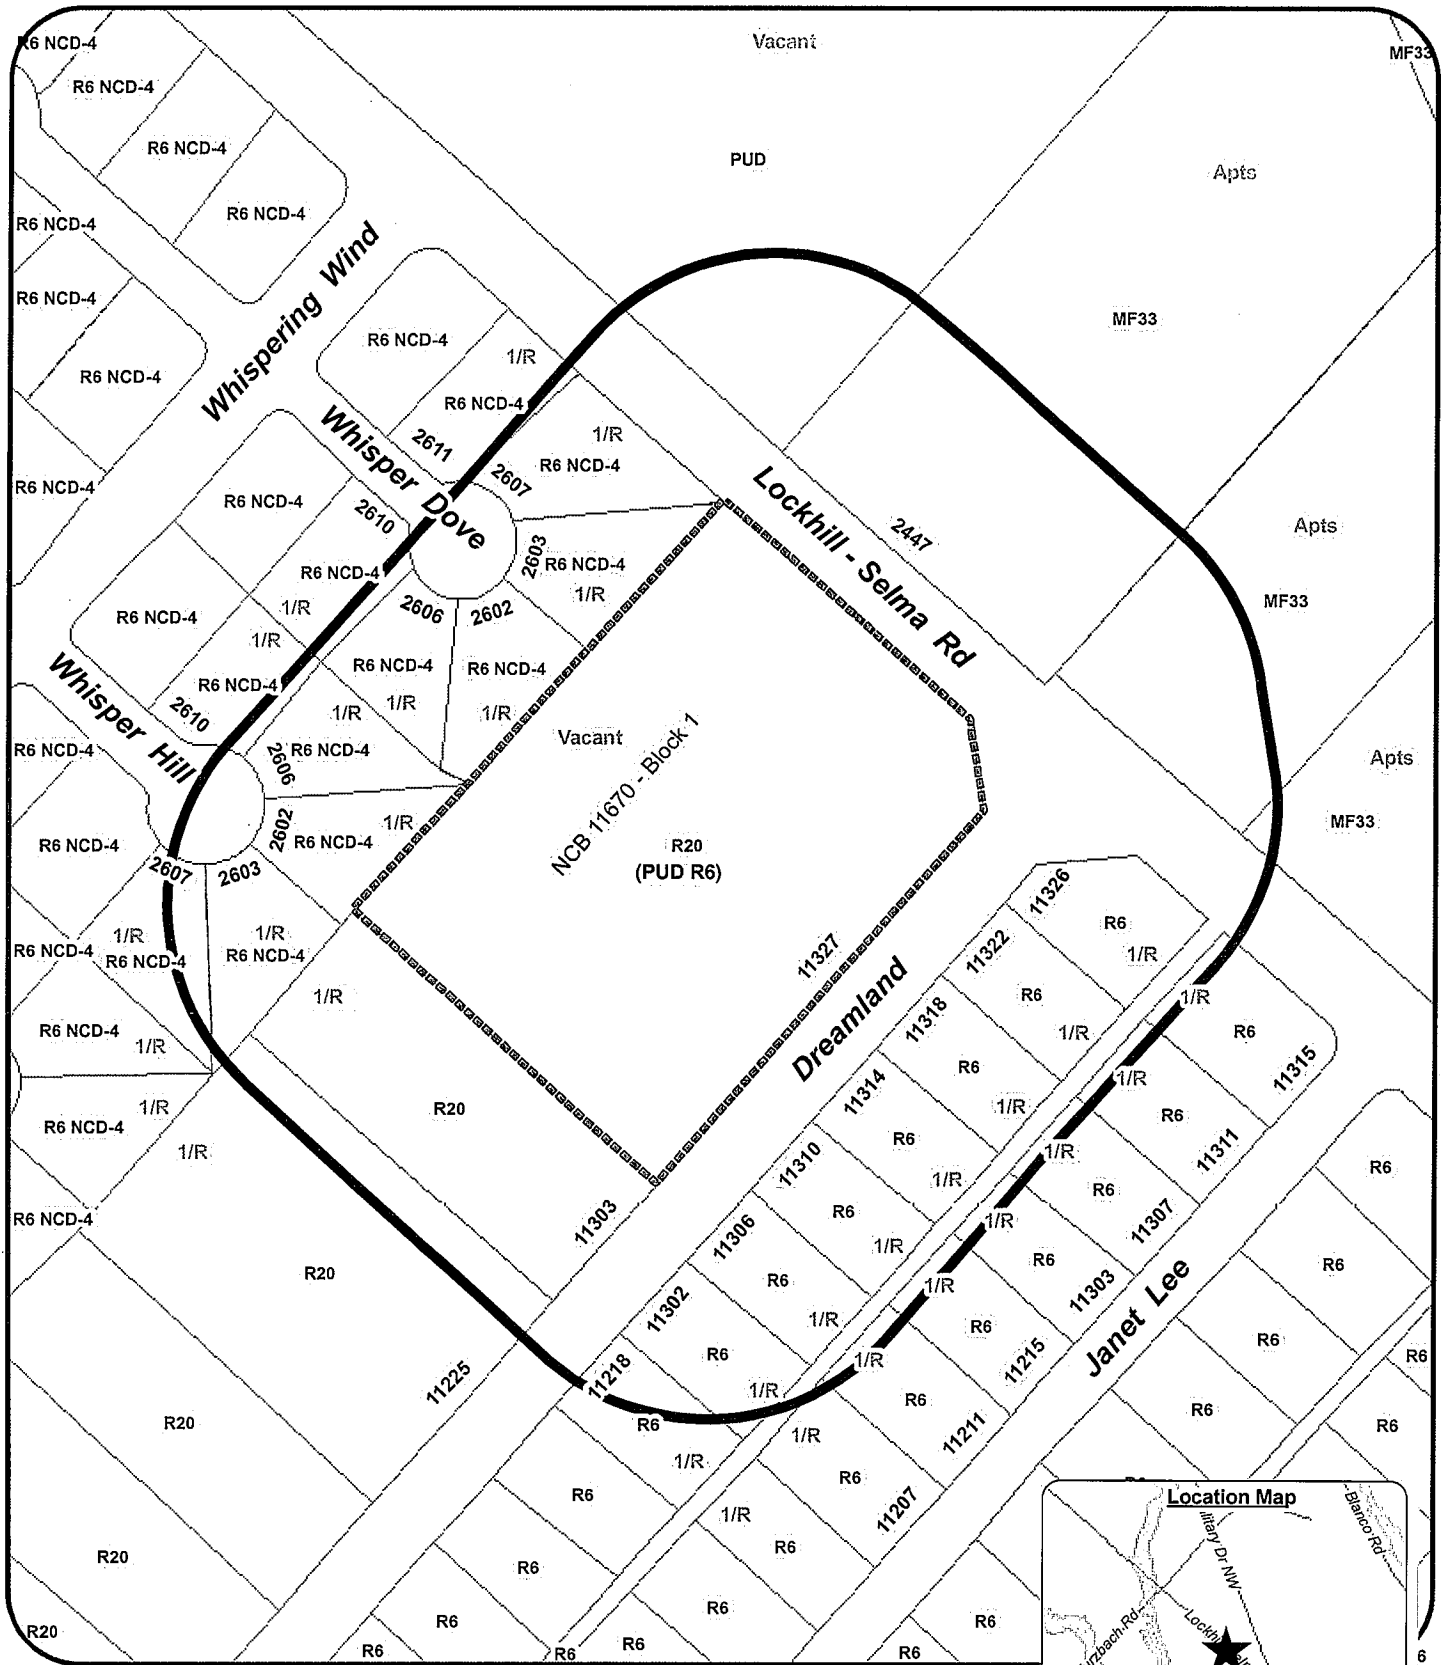 R6 NCD-4
Vacant
MF33
R6 NCD-4
R6 NCD-4
PUD
Apts
R6 NCD-4
R6 NCD-4
Whispering Wind
R6 NCD-4
MF33
R6 NCD-4
1/R
R6 NCD-4
R6 NCD-4
Whisper Dove
2611
1/R
R6 NCD-4
2607
R6 NCD-4
R6 NCD-4
2610
Lockhill - Selma Rd
2447
Apts
2603
R6 NCD-4
1/R
R6 NCD-4
1/R
MF33
R6 NCD-4
2606
2602
1/R
R6 NCD-4
R6 NCD-4
R6 NCD-4
1/R
1/R
1/R
Whisper Hill
2610
Vacant
NCB 11670 - Block 1
R6 NCD-4
2606
R6 NCD-4
Apts
2602
1/R
R6 NCD-4
R6 NCD-4
R20
(PUD R6)
MF33
2607
2603
11326
R6
1/R
1/R
R6 NCD-4
1/R
R6 NCD-4
R6 NCD-4
11327
11322
Dreamland
1/R
R6
1/R
1/R
R6 NCD-4
1/R
11318
R6
R6
1/R
11315
R20
11314
1/R
R6
R6 NCD-4
1/R
1/R
11310
R6
1/R
11311
R6
R6 NCD-4
11303
11306
R6
1/R
1/R
R6
11307
R20
R6
1/R
1/R
R6
11303
Janet Lee
R6
11302
1/R
R6
11215
R6
R6
11225
11218
R6
1/R
1/R
R6
11211
R6
R6
R20
R6
1/R
1/R
R6
11207
R6
R6
1/R
R6
R20
R6
R6
R6
R6
R6
R20
R6
R6
R6
R6
6
Location Map
litary Dr NW
Blanco Rd
rzbach Rd
Lockhi